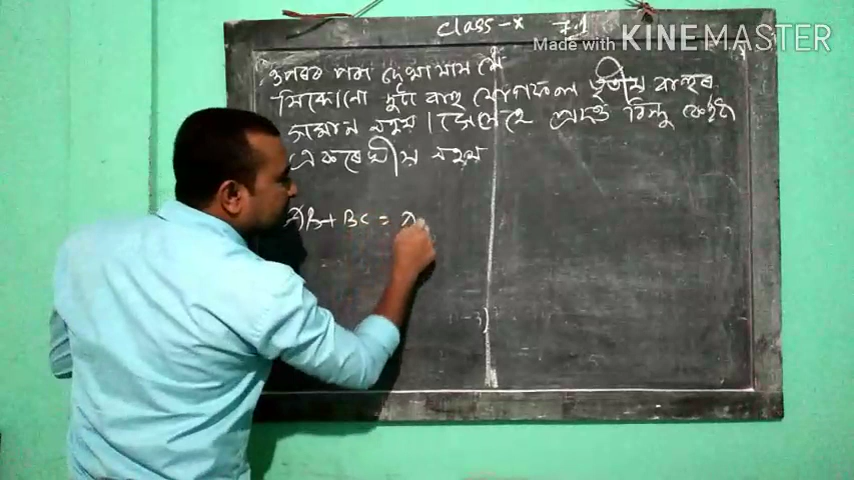 Class-X 7.1
Made with KINEMASTER
ওপৰৰ পৰা দেখা যায় যে
যিকোনো দুটা বাহুৰ যোগফল তৃতীয় বাহুৰ
সমান নহয়। সেয়েহে প্ৰদত্ত বিন্দু কেইটা
একৰেখীয় নহয়
AB+BC = A